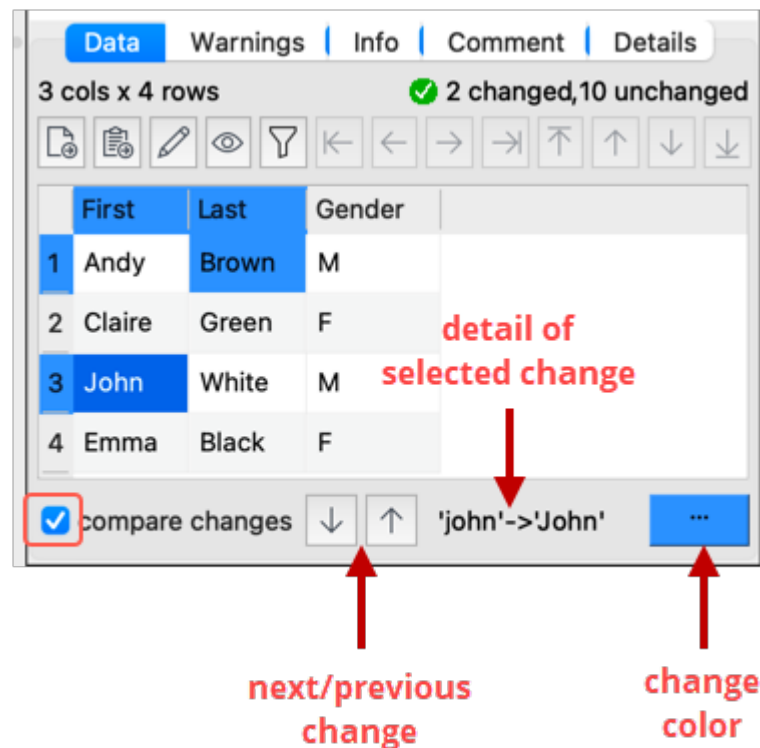 Data Warnings Info Comment Details
3 cols x 4 rows 2 changed,10 unchanged
First Last Gender
1 Andy Brown M
2 Claire Green F
detail of
selected change
3 John White M
4 Emma Black F
compare changes 'john'->'John' ...
next/previous
change
change
color